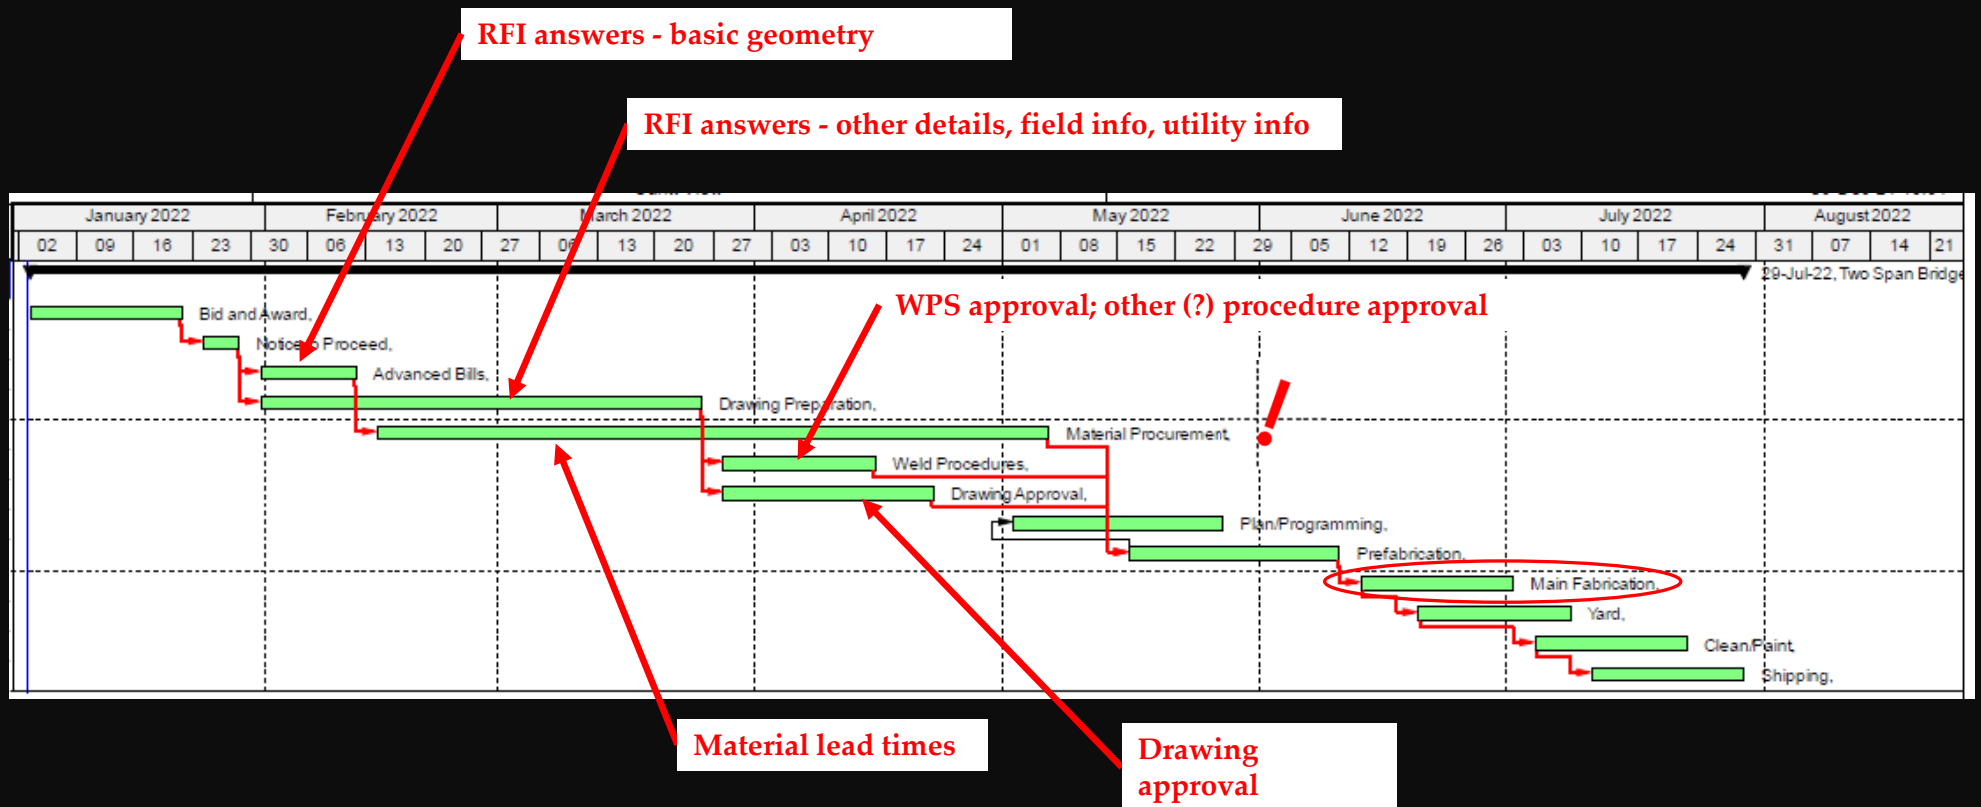 RFI answers - basic geometry
RFI answers - other details, field info, utility info
January 2022 February 2022 March 2022 April 2022 May 2022 June 2022 July 2022 August 2022
02 09 16 23 30 06 13 20 27 06 13 20 27 03 10 17 24 01 08 15 22 29 05 12 19 26 03 10 17 24 31 07 14 21
29-Jul-22, Two Span Bridge
WPS approval; other (?) procedure approval
Bid and Award,
Notice to Proceed,
Advanced Bills,
Drawing Preparation,
Material Procurement,
!
Weld Procedures,
Drawing Approval,
Plan/Programming,
Prefabrication,
Main Fabrication,
Yard,
Clean/Paint,
Shipping,
Material lead times
Drawing
approval